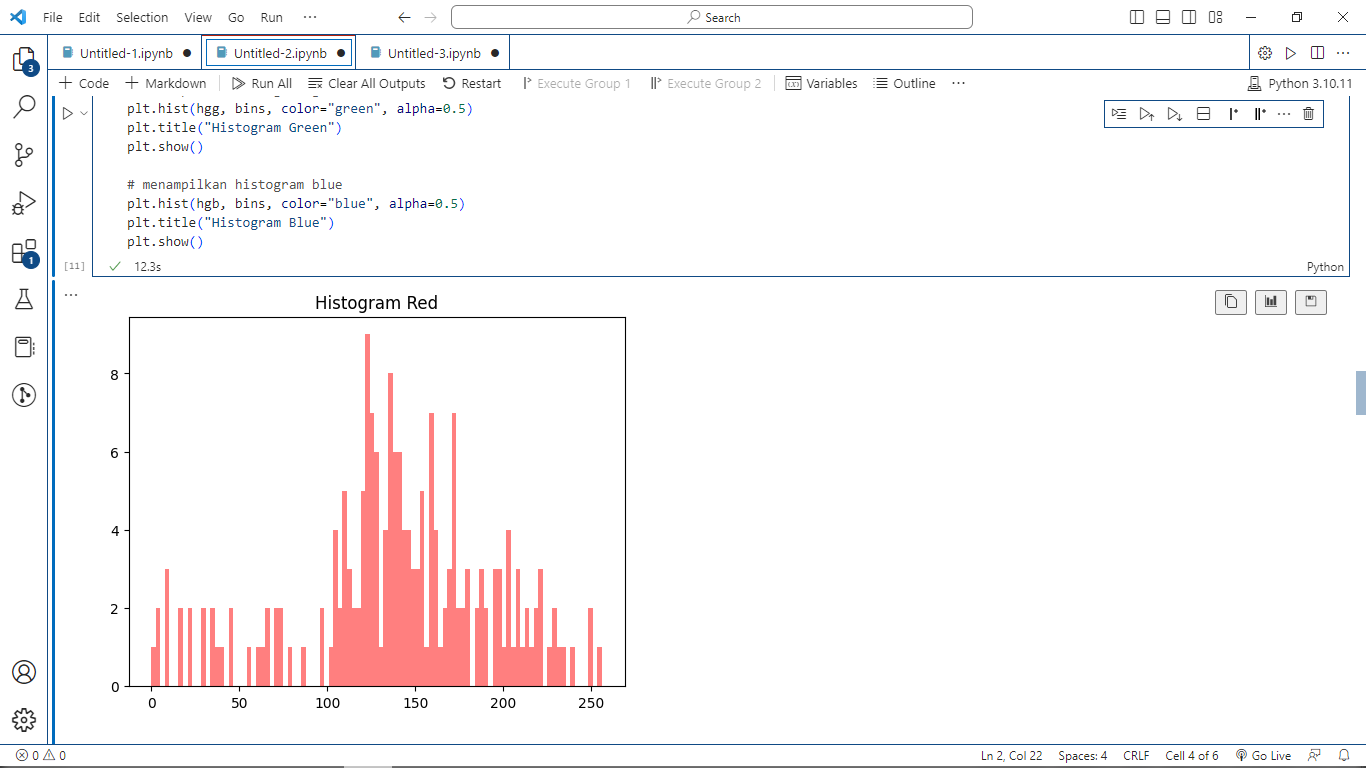 File Edit Selection View Go Run ··· Search
Untitled-1.ipynb Untitled-2.ipynb Untitled-3.ipynb
3
Code Markdown Run All Clear All Outputs Restart Execute Group 1 Execute Group 2 Variables Outline ··· Python 3.10.11
plt.hist(hgg, bins, color="green", alpha=0.5)
plt.title("Histogram Green")
plt.show()
# menampilkan histogram blue
plt.hist(hgb, bins, color="blue", alpha=0.5)
plt.title("Histogram Blue")
plt.show()
1
[11] 12.3s Python
Histogram Red
8
6
4
2
0
0 50 100 150 200 250
0 0 Ln 2, Col 22 Spaces: 4 CRLF Cell 4 of 6 Go Live